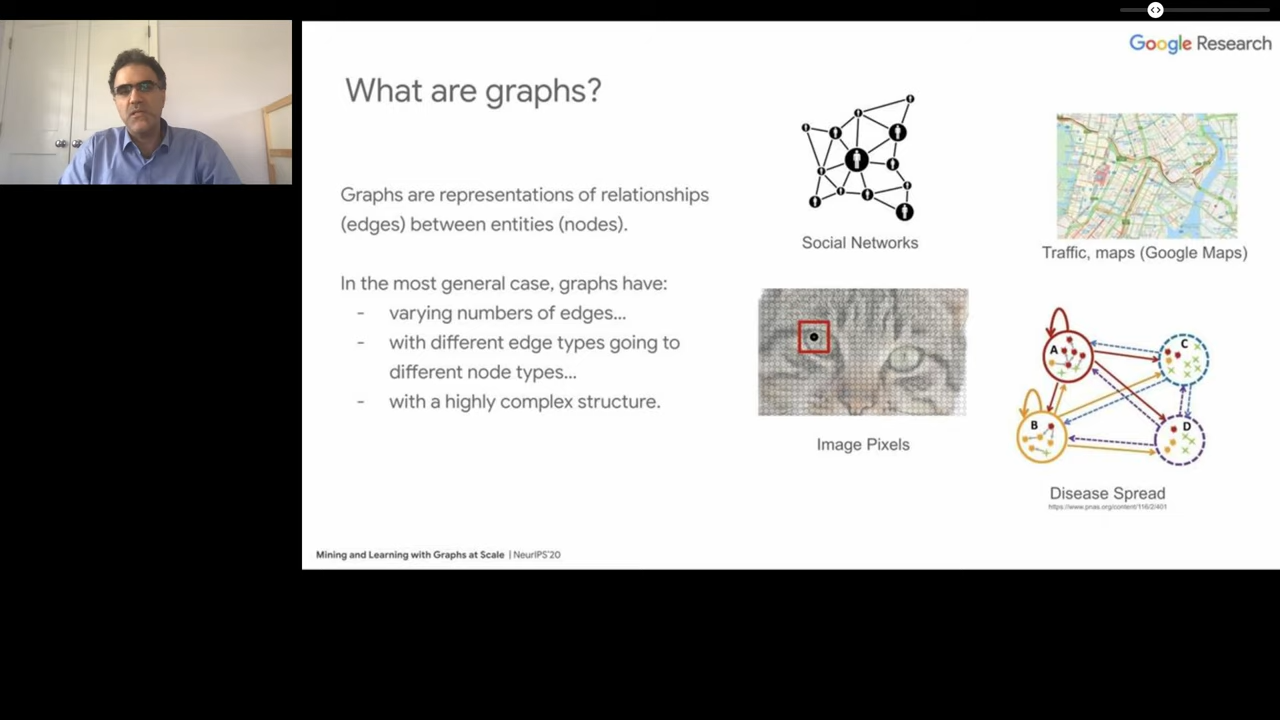 Google Research
What are graphs?
Graphs are representations of relationships
(edges) between entities (nodes).
In the most general case, graphs have:
- varying numbers of edges...
- with different edge types going to
different node types...
- with a highly complex structure.
Social Networks
Traffic, maps (Google Maps)
Image Pixels
A
C
B
D
Disease Spread
https://www.pnas.org/content/116/2/401
Mining and Learning with Graphs at Scale | NeurIPS'20